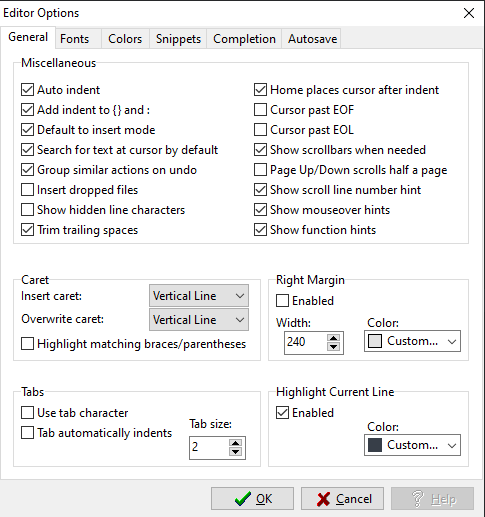 Editor Options
General Fonts Colors Snippets Completion Autosave
Miscellaneous
Auto indent
Add indent to { } and :
Default to insert mode
Search for text at cursor by default
Group similar actions on undo
Insert dropped files
Show hidden line characters
Trim trailing spaces
Home places cursor after indent
Cursor past EOF
Cursor past EOL
Show scrollbars when needed
Page Up/Down scrolls half a page
Show scroll line number hint
Show mouseover hints
Show function hints
Caret
Insert caret: Vertical Line
Overwrite caret: Vertical Line
Highlight matching braces/parentheses
Right Margin
Enabled
Width: Color:
240 Custom...
Tabs
Use tab character
Tab automatically indents
Tab size:
2
Highlight Current Line
Enabled
Color:
Custom...
OK Cancel Help